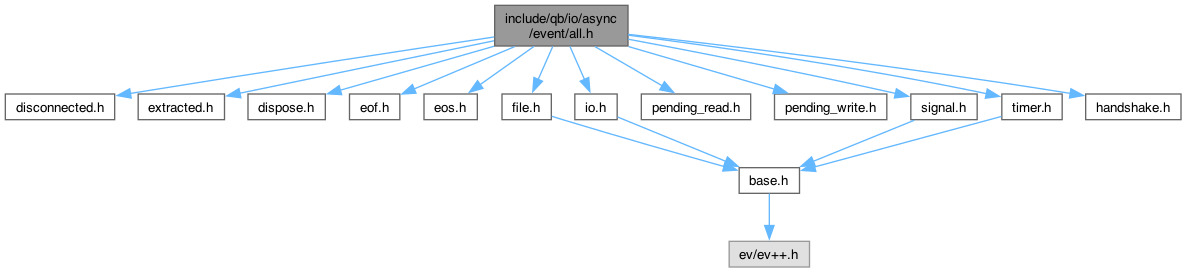 include/qb/io/async
/event/all.h
disconnected.h
extracted.h
dispose.h
eof.h
eos.h
file.h
io.h
pending_read.h
pending_write.h
signal.h
timer.h
handshake.h
base.h
ev/ev++.h